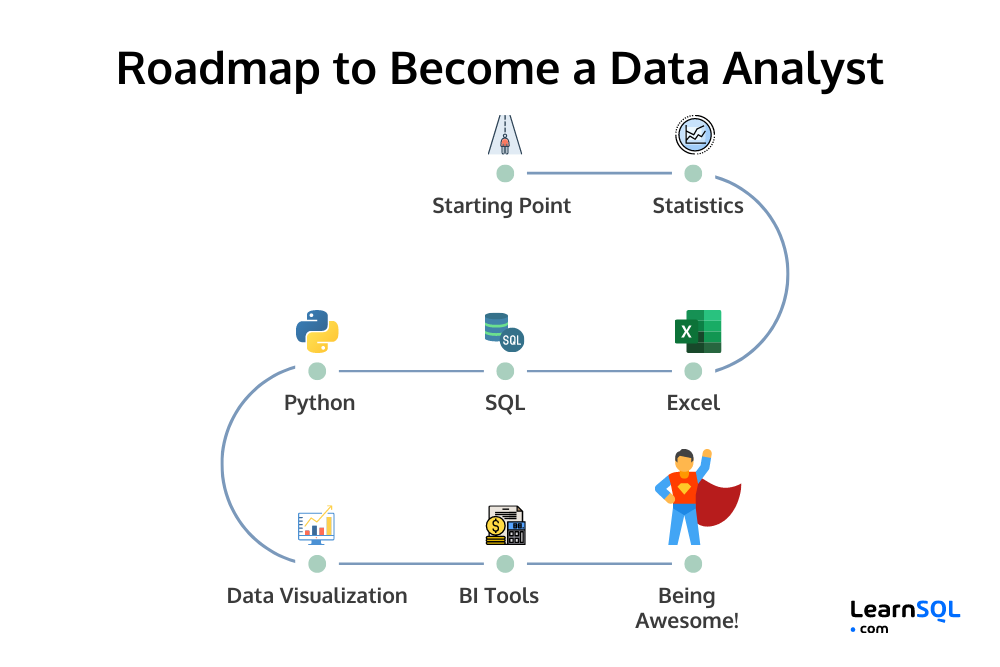 Roadmap to Become a Data Analyst
Starting Point
Statistics
Python
SQL
SQL
X
Excel
$
Data Visualization
BI Tools
Being
Awesome!
LearnSQL
• com